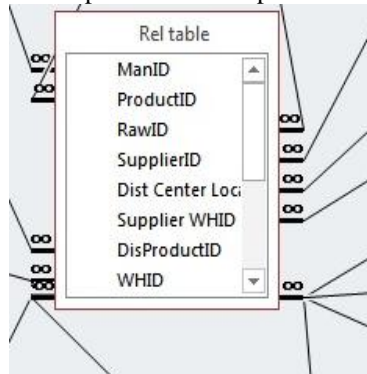 Rel table
ManID
ProductID
RawID
SupplierID
Dist Center Loca
Supplier WHID
DisProductID
WHID